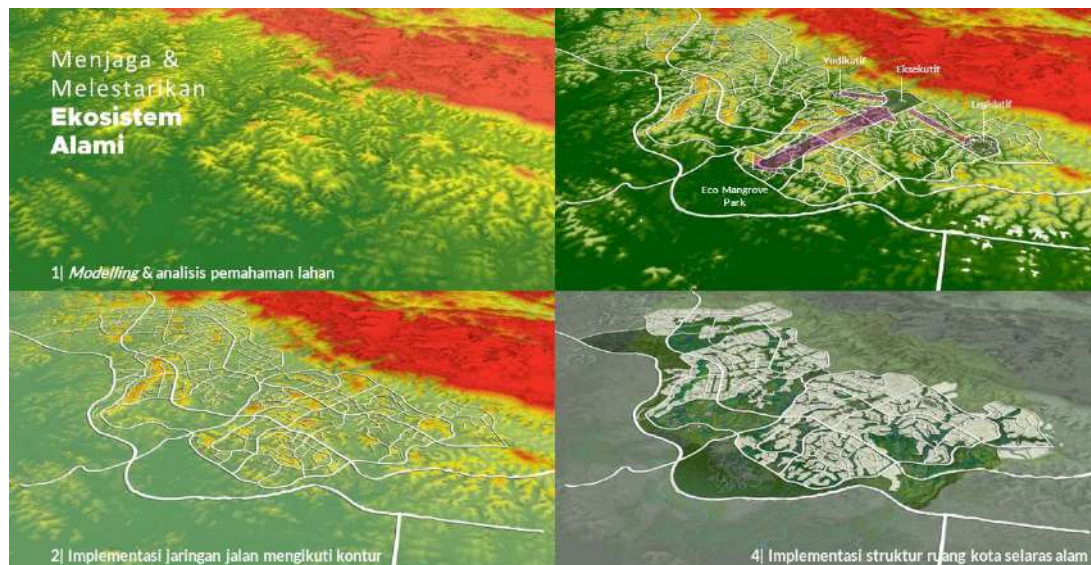 Menjaga &
Melestarikan
Ekosistem
Alami
1| Modelling & analisis pemahaman lahan
Yudikatif
Eksekutif
Legislatif
Eco Mangrove
Park
2| Implementasi jaringan jalan mengikuti kontur
4| Implementasi struktur ruang kota selaras alam